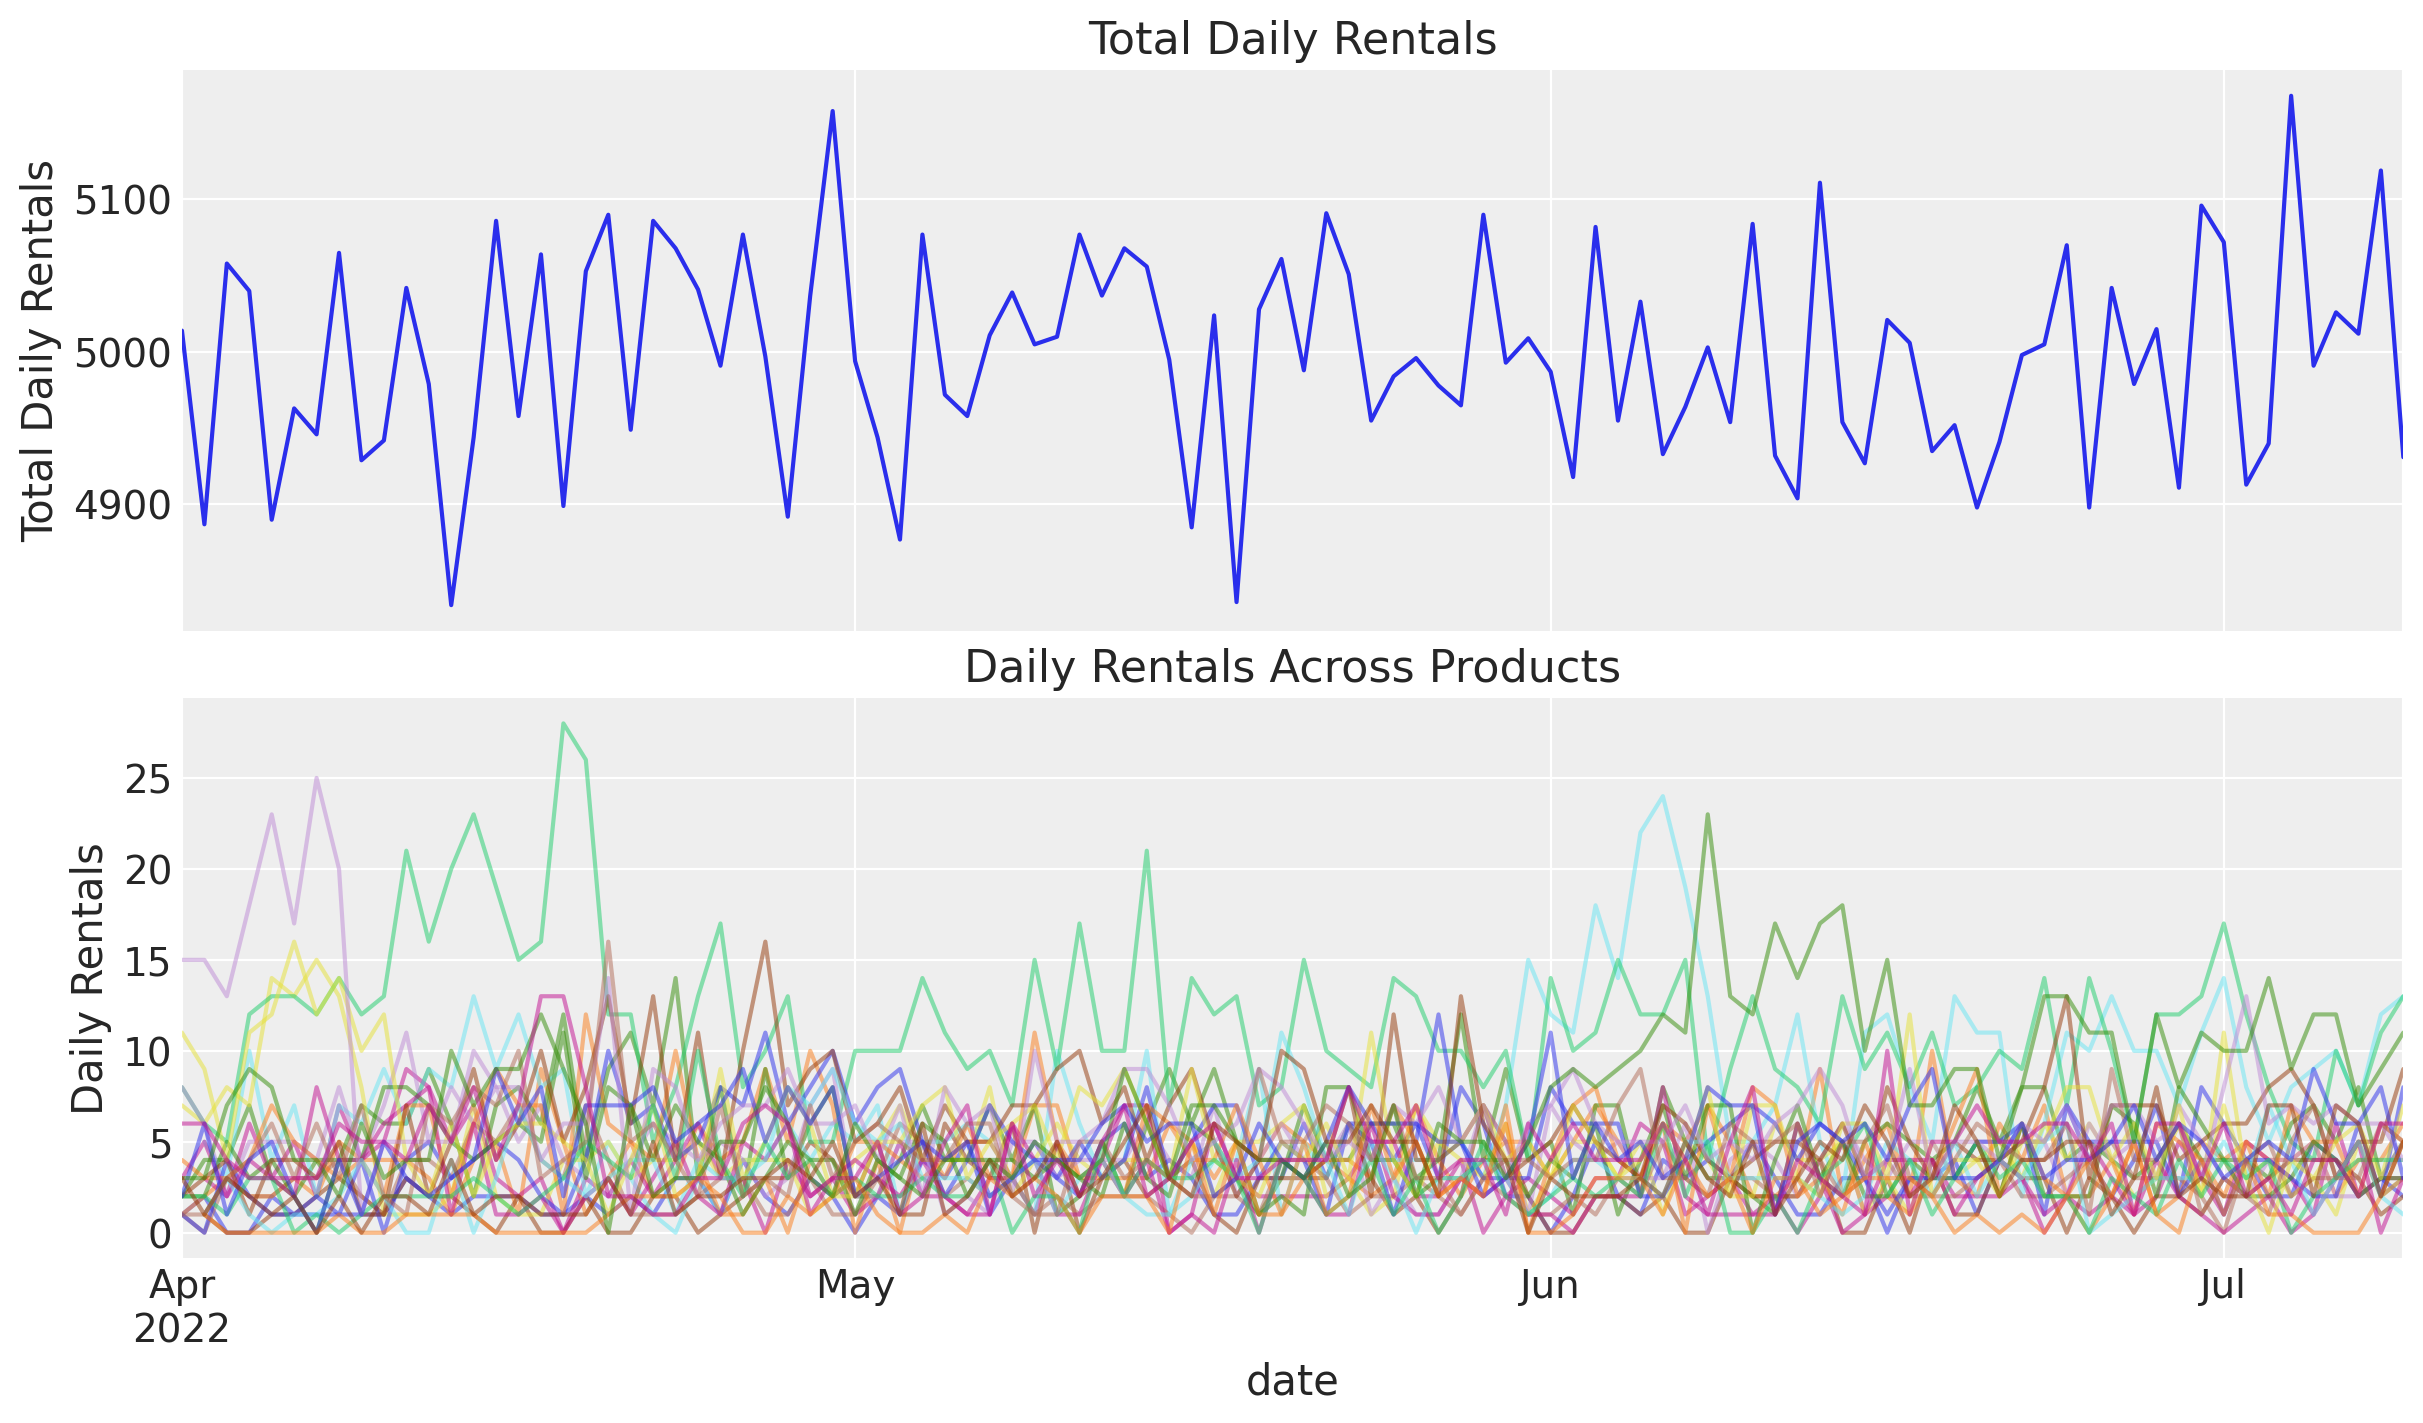 Total Daily Rentals
Total Daily Rentals
5100
5000
4900
Daily Rentals Across Products
Daily Rentals
25
20
15
10
5
0
Apr
2022
May
Jun
Jul
date